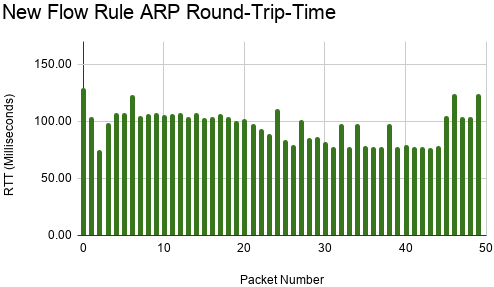 New Flow Rule ARP Round-Trip-Time
RTT (Milliseconds)
150.00
100.00
50.00
0.00
0 10 20 30 40 50
Packet Number